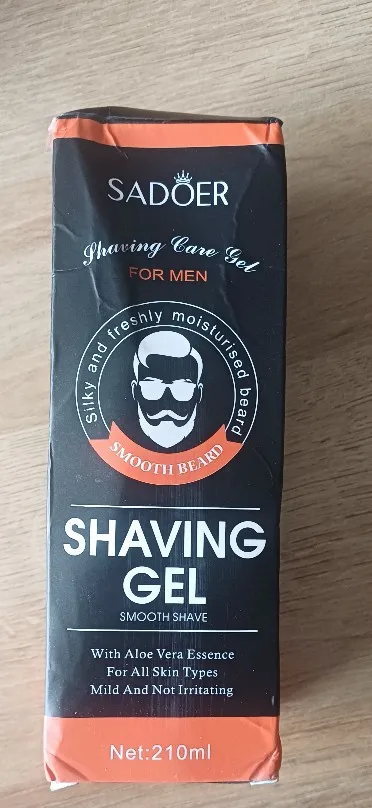 SADOER
Shaving Care Gel
FOR MEN
Silky and freshly moisturised beard
SMOOTH BEARD
SHAVING
GEL
SMOOTH SHAVE
With Aloe Vera Essence
For All Skin Types
Mild And Not Irritating
Net:210ml